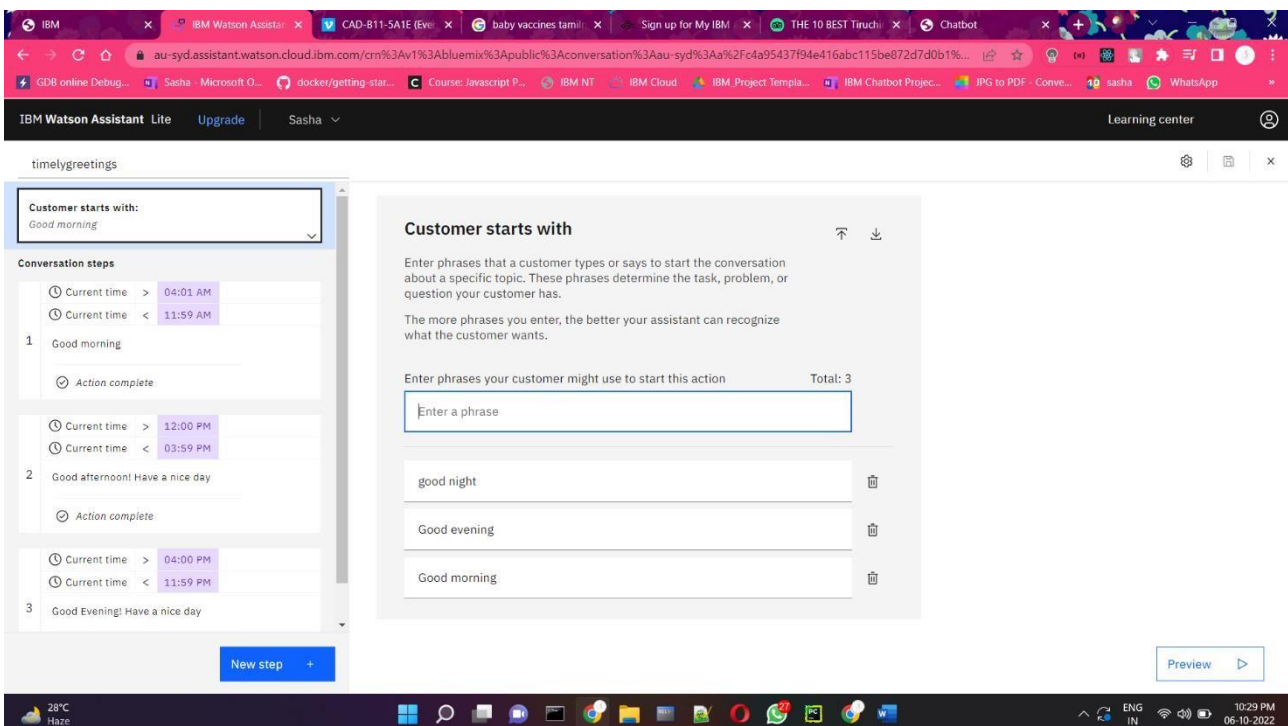 IBM
IBM Watson Assistan
CAD-B11-5A1E (Eve
baby vaccines tamil
Sign up for My IBM
THE 10 BEST Tiruchi
Chatbot
au-syd.assistant.watson.cloud.ibm.com/crn%3Av1%3Abluemix%3Apublic%3Aconversation%3Aau-syd%3Aa%2Fc4a95437f94e416abc115be872d7d0b1%...
GDB online Debug...
Sasha - Microsoft O...
docker/getting-star...
Course: Javascript P...
IBM NT
IBM Cloud
IBM_Project Templa...
IBM Chatbot Projec...
JPG to PDF - Conve...
sasha
WhatsApp
IBM Watson Assistant Lite Upgrade Sasha Learning center
timelygreetings
Customer starts with:
Good morning
Conversation steps
Current time > 04:01 AM
Current time < 11:59 AM
1 Good morning
Action complete
Current time > 12:00 PM
Current time < 03:59 PM
2 Good afternoon! Have a nice day
Action complete
Current time > 04:00 PM
Current time < 11:59 PM
3 Good Evening! Have a nice day
New step +
Customer starts with
Enter phrases that a customer types or says to start the conversation
about a specific topic. These phrases determine the task, problem, or
question your customer has.
The more phrases you enter, the better your assistant can recognize
what the customer wants.
Enter phrases your customer might use to start this action Total: 3
Enter a phrase
good night
Good evening
Good morning
Preview
28°C
Haze
ENG
IN
10:29 PM
06-10-2022